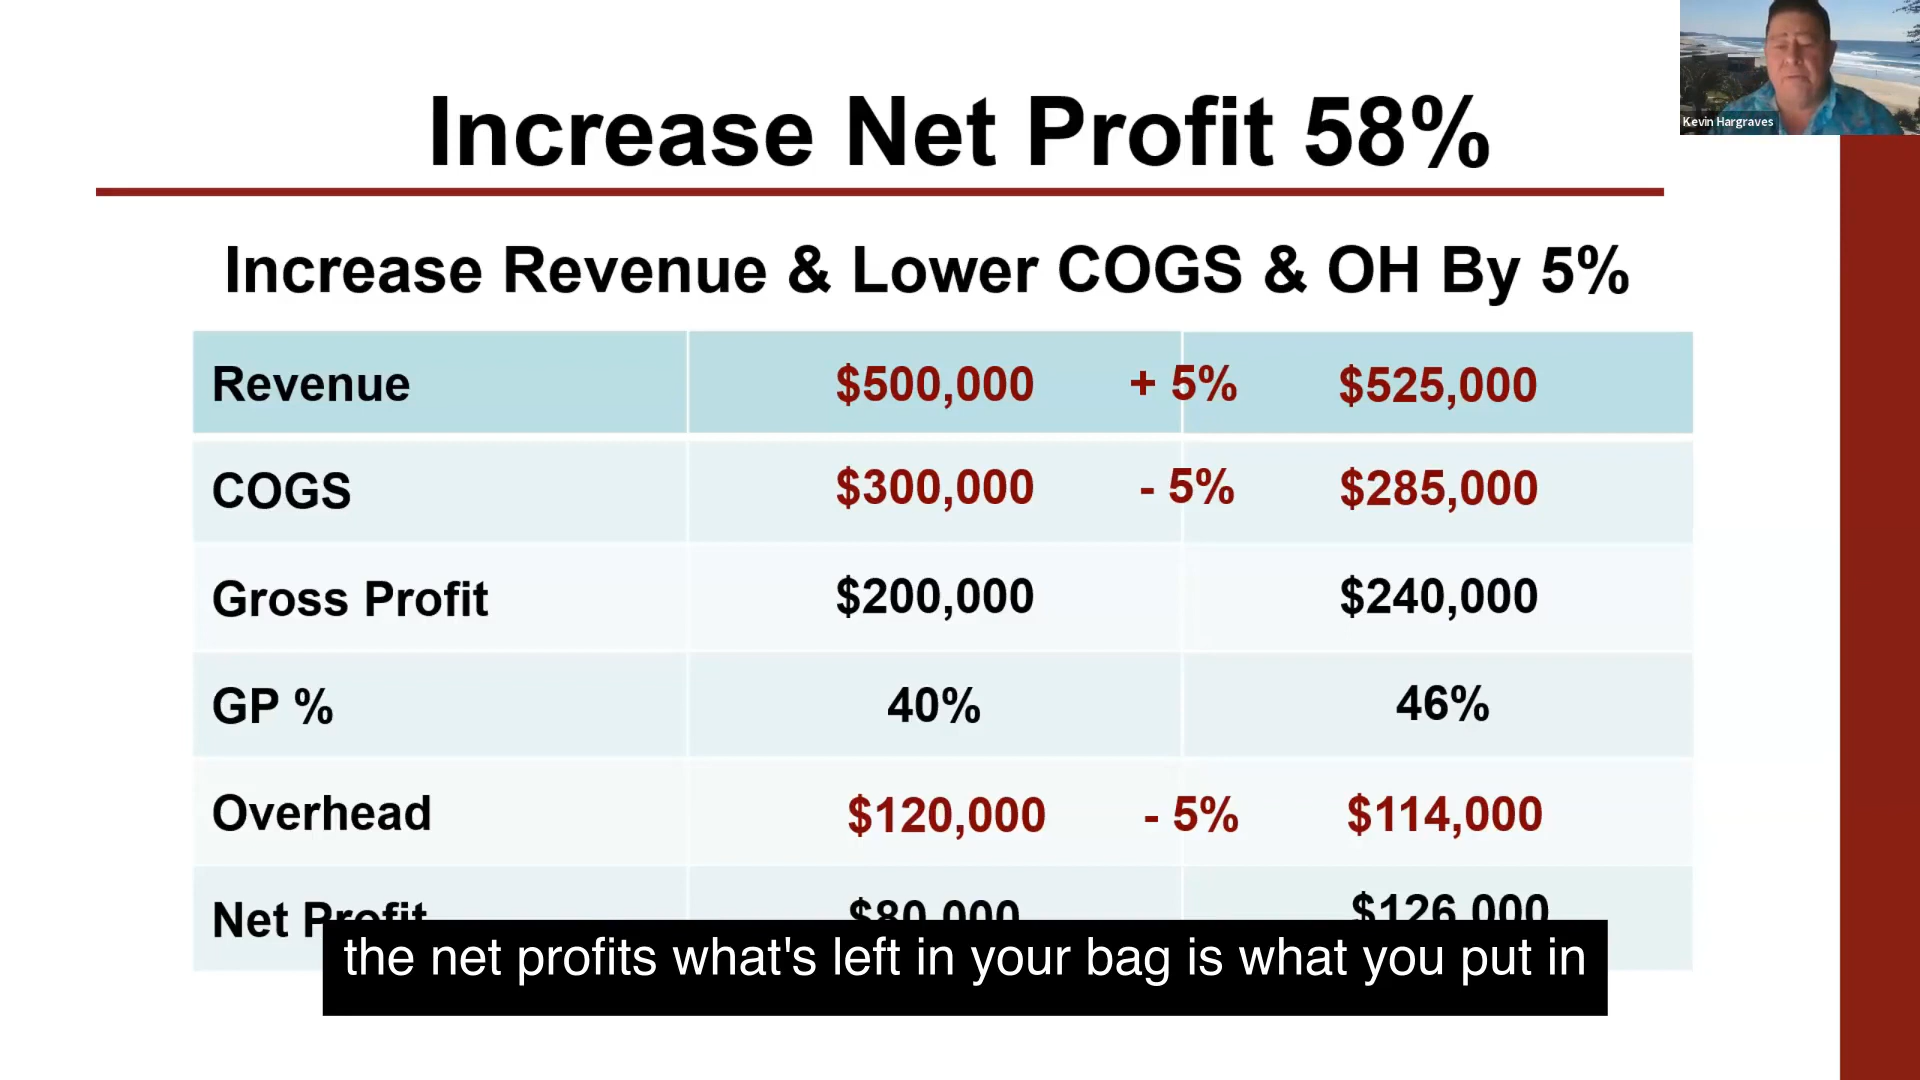 Kevin Hargraves
Increase Net Profit 58%
Increase Revenue & Lower COGS & OH By 5%
Revenue $500,000 + 5% $525,000
COGS $300,000 - 5% $285,000
Gross Profit $200,000 $240,000
GP % 40% 46%
Overhead $120,000 - 5% $114,000
Net Profit $80,000 $126,000
the net profits what's left in your bag is what you put in